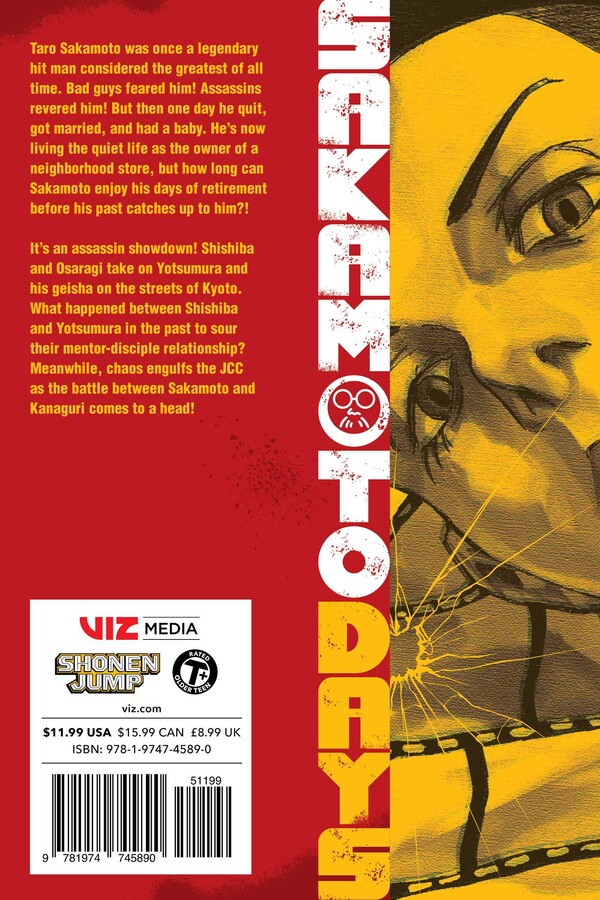 Taro Sakamoto was once a legendary
hit man considered the greatest of all
time. Bad guys feared him! Assassins
revered him! But then one day he quit,
got married, and had a baby. He's now
living the quiet life as the owner of a
neighborhood store, but how long can
Sakamoto enjoy his days of retirement
before his past catches up to him?!
It's an assassin showdown! Shishiba
and Osaragi take on Yotsumura and
his geisha on the streets of Kyoto.
What happened between Shishiba
and Yotsumura in the past to sour
their mentor-disciple relationship?
Meanwhile, chaos engulfs the JCC
as the battle between Sakamoto and
Kanaguri comes to a head!
SAKAMOTO DAYS
VIZ MEDIA
SHONEN
JUMP
RATED
T+
OLDER TEEN
viz.com
$11.99 USA $15.99 CAN £8.99 UK
ISBN: 978-1-9747-4589-0
51199
9 781974 745890